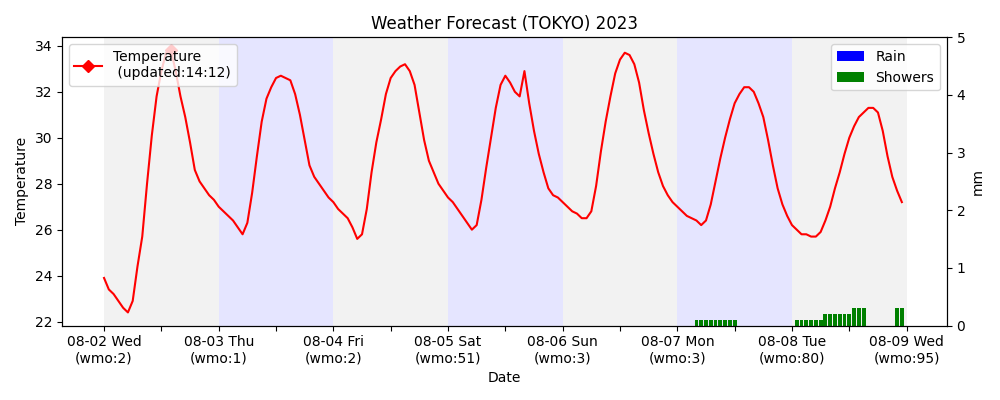 Weather Forecast (TOKYO) 2023
Temperature
(updated:14:12)
Rain
Showers
34
32
30
28
26
24
22
Temperature
5
4
3
2
1
0
mm
08-02 Wed 08-03 Thu 08-04 Fri 08-05 Sat 08-06 Sun 08-07 Mon 08-08 Tue 08-09 Wed
(wmo:2) (wmo:1) (wmo:2) (wmo:51) (wmo:3) (wmo:3) (wmo:80) (wmo:95)
Date